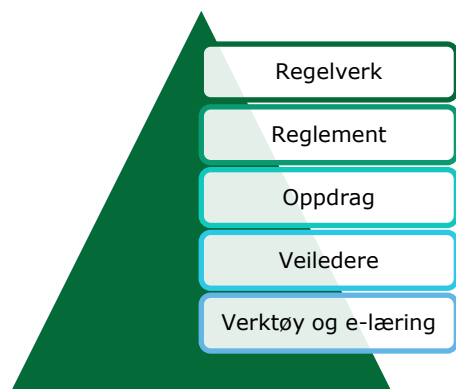 Regelverk
Reglement
Oppdrag
Veiledere
Verktøy og e-læring